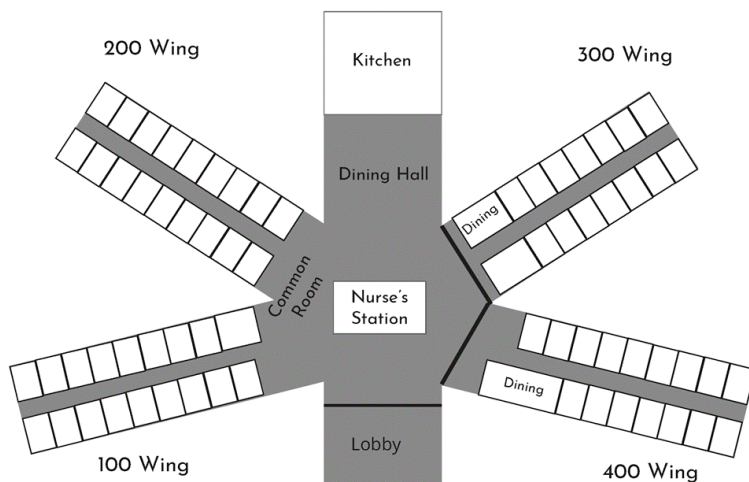 200 Wing
Kitchen
300 Wing
Dining Hall
Dining
Common
Room
Nurse's
Station
Dining
Lobby
100 Wing
400 Wing